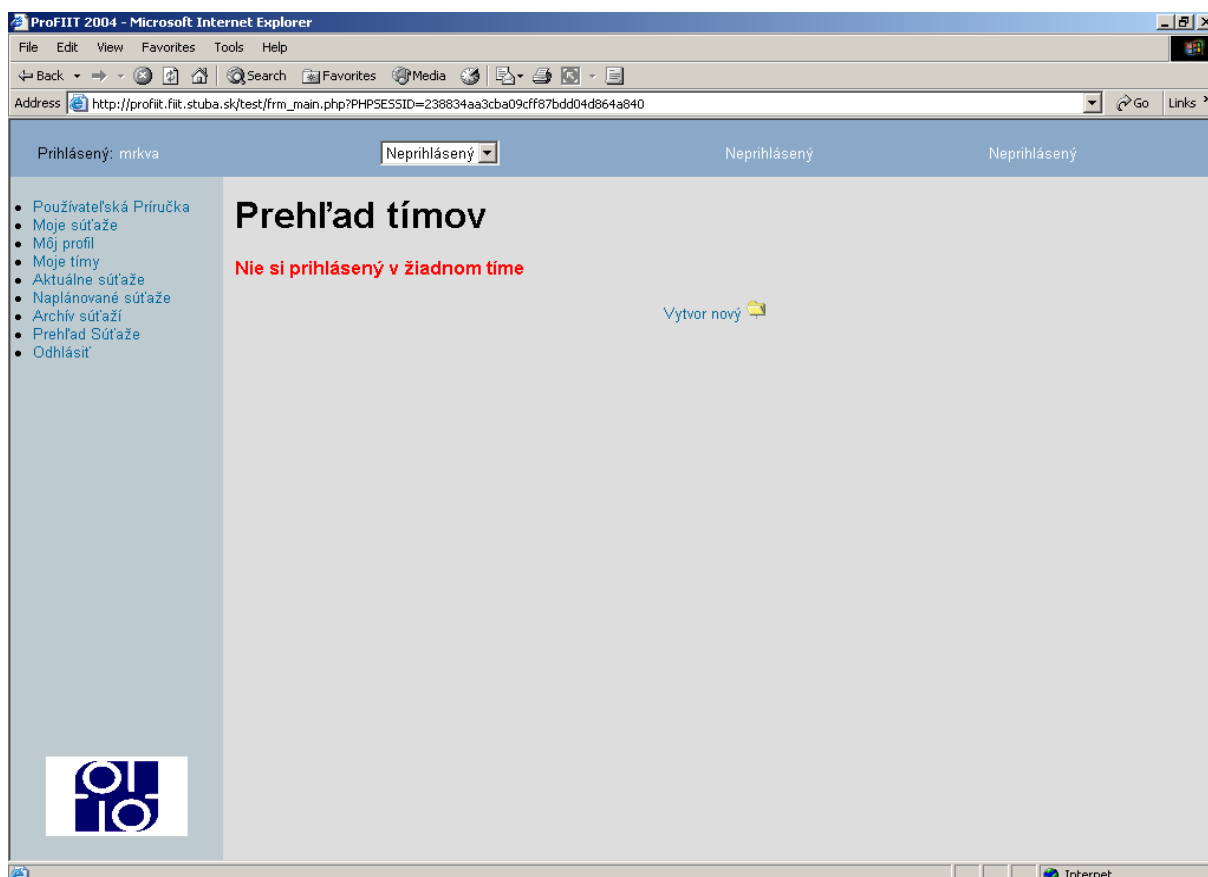 ProFIIT 2004 - Microsoft Internet Explorer
File Edit View Favorites Tools Help
Back Search Favorites Media
Address http://profiit.fiit.stuba.sk/test/frm_main.php?PHPSESSID=238834aa3cba09cff87bdd04d864a840 Go Links
Prihlásený: mrkva Neprihlásený Neprihlásený Neprihlásený
Používateľská Príručka
Moje súťaže
Môj profil
Moje tímy
Aktuálne súťaže
Naplánované súťaže
Archív súťaží
Prehľad Súťaže
Odhlásiť
Prehľad tímov
Nie si prihlásený v žiadnom tíme
Vytvor nový
Internet